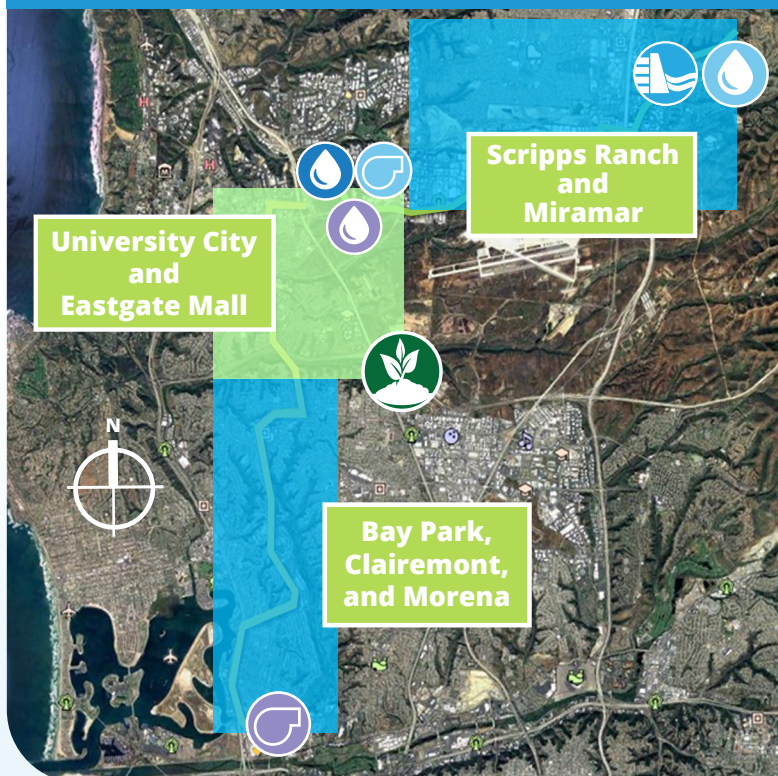 Scripps Ranch
and
Miramar
University City
and
Eastgate Mall
N
Bay Park,
Clairemont,
and Morena
H
H
M